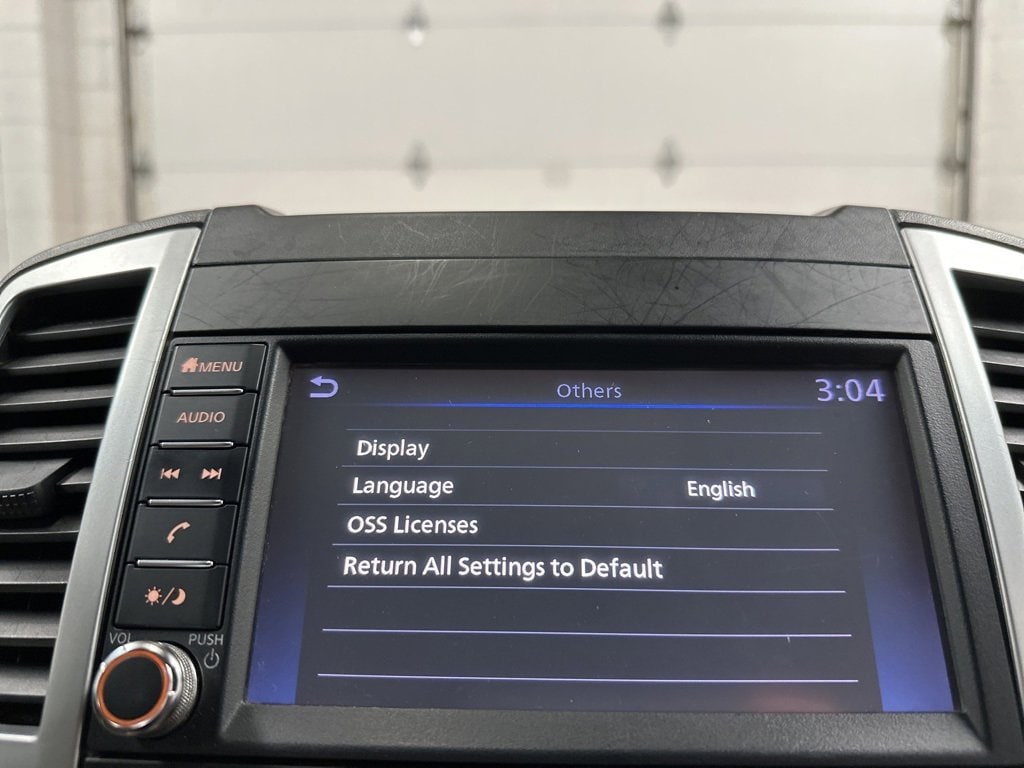 MENU
AUDIO
VOL
PUSH
Others
3:04
Display
Language English
OSS Licenses
Return All Settings to Default